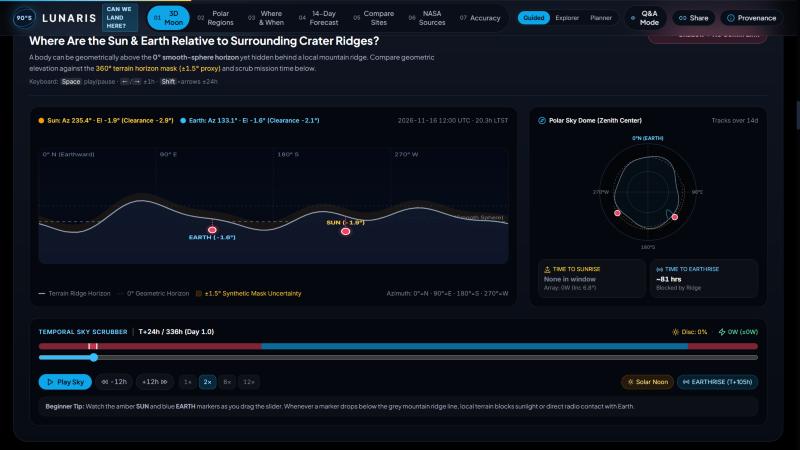 90°S LUNARIS CAN WE LAND HERE? 01 3D Moon 02 Polar Regions 03 Where & When 04 14-Day Forecast 05 Compare Sites 06 NASA Sources 07 Accuracy Guided Explorer Planner Q&A Mode Share Provenance
Where Are the Sun & Earth Relative to Surrounding Crater Ridges?
A body can be geometrically above the 0° smooth-sphere horizon yet hidden behind a local mountain ridge. Compare geometric
elevation against the 360° terrain horizon mask (±1.5° proxy) and scrub mission time below.
Keyboard: Space play/pause · ←/→ ±1h · Shift+arrows ±24h
Sun: Az 235.4° · El -1.9° (Clearance -2.9°) Earth: Az 133.1° · El -1.6° (Clearance -2.1°) 2026-11-16 12:00 UTC · 20.3h LTST
0° N (Earthward) 90° E 180° S 270° W
Smooth Sphere)
SUN (-1.9°)
EARTH (-1.6°)
Terrain Ridge Horizon 0° Geometric Horizon ±1.5° Synthetic Mask Uncertainty Azimuth: 0°=N · 90°=E · 180°=S · 270°=W
Polar Sky Dome (Zenith Center) Tracks over 14d
0°N (EARTH)
270°W 90°E
180°S
TIME TO SUNRISE
None in window
Array: 0W (Inc 6.8°)
TIME TO EARTHRISE
~81 hrs
Blocked by Ridge
TEMPORAL SKY SCRUBBER | T+24h / 336h (Day 1.0) Disc: 0% 0W (±0W)
Play Sky -12h +12h 1× 2× 6× 12× Solar Noon EARTHRISE (T+105h)
Beginner Tip: Watch the amber SUN and blue EARTH markers as you drag the slider. Whenever a marker drops below the grey mountain ridge line, local terrain blocks sunlight or direct radio contact with Earth.